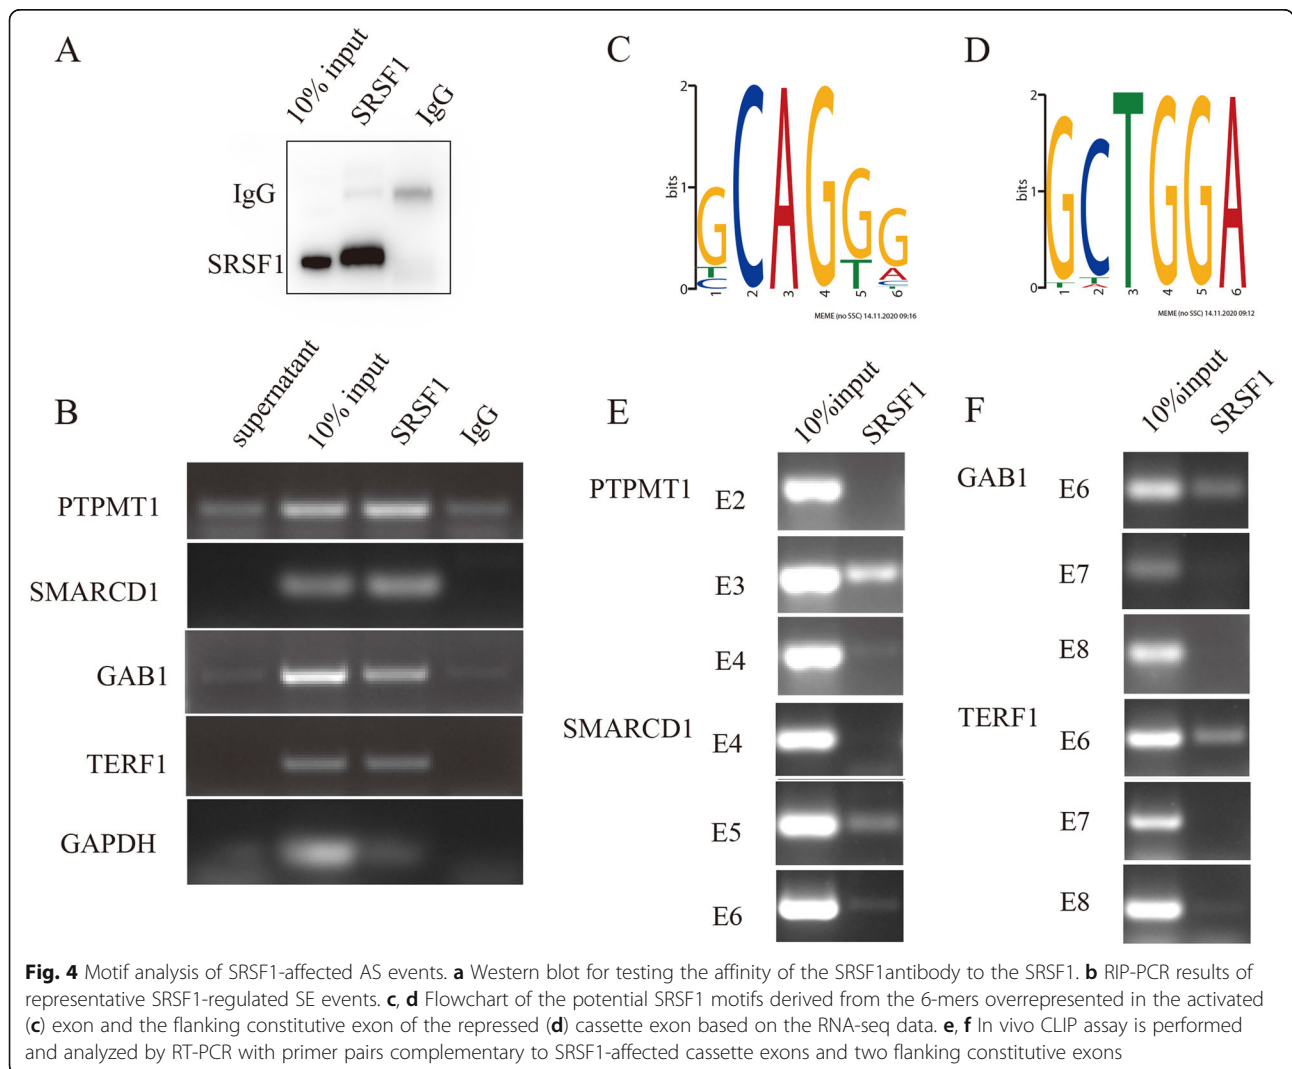 A
10% input
SRSF1
IgG
IgG
SRSF1
C
bits
2
1
0
G T C
C
A
G
G T
G A C
1 2 3 4 5 6
MEME (no SSC) 14.11.2020 09:16
D
bits
2
1
0
G T
C T A
T
G
G
A
1 2 3 4 5 6
MEME (no SSC) 14.11.2020 09:12
B
supernatant
10% input
SRSF1
IgG
PTPMT1
SMARCD1
GAB1
TERF1
GAPDH
E
10%input
SRSF1
PTPMT1
E2
E3
E4
SMARCD1
E4
E5
E6
F
10%input
SRSF1
GAB1
E6
E7
E8
TERF1
E6
E7
E8
Fig. 4 Motif analysis of SRSF1-affected AS events. a Western blot for testing the affinity of the SRSF1antibody to the SRSF1. b RIP-PCR results of
representative SRSF1-regulated SE events. c, d Flowchart of the potential SRSF1 motifs derived from the 6-mers overrepresented in the activated
(c) exon and the flanking constitutive exon of the repressed (d) cassette exon based on the RNA-seq data. e, f In vivo CLIP assay is performed
and analyzed by RT-PCR with primer pairs complementary to SRSF1-affected cassette exons and two flanking constitutive exons